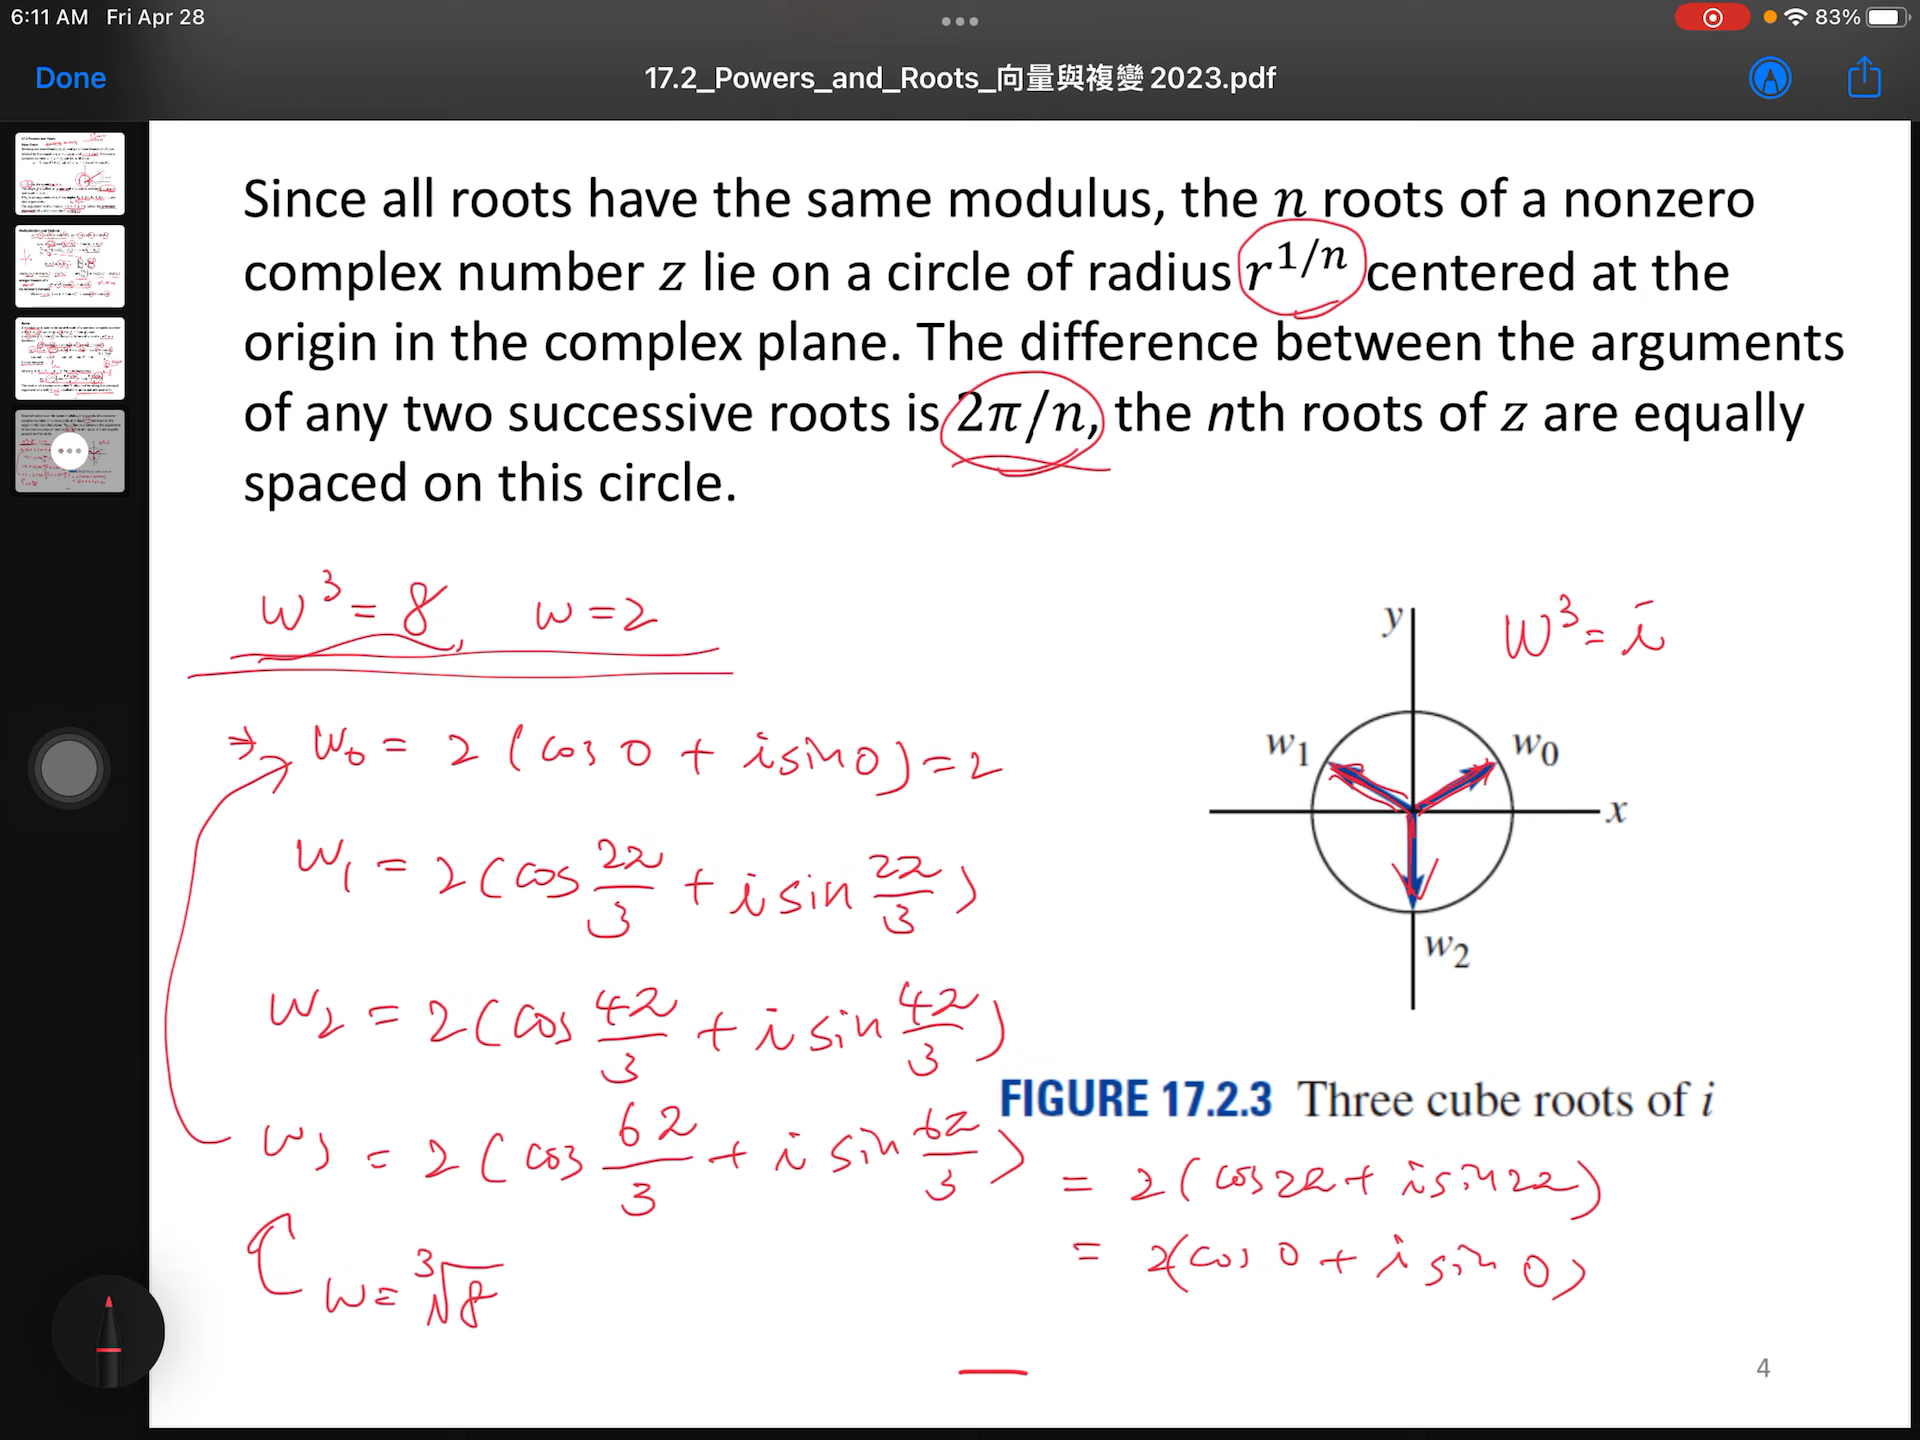 6:11 AM Fri Apr 28
83%
Done
17.2_Powers_and_Roots_向量與複變 2023.pdf
Since all roots have the same modulus, the n roots of a nonzero
complex number z lie on a circle of radius r^{1/n} centered at the
origin in the complex plane. The difference between the arguments
of any two successive roots is 2π/n, the nth roots of z are equally
spaced on this circle.
w³ = 8, w = 2
w₀ = 2 (cos 0 + i sin 0) = 2
w₁ = 2 (cos 2π/3 + i sin 2π/3)
w₂ = 2 (cos 4π/3 + i sin 4π/3)
w₃ = 2 (cos 6π/3 + i sin 6π/3)
= 2 (cos 2π + i sin 2π)
= 2 (cos 0 + i sin 0)
w = ³√8
w³ = i
y
w₁
w₀
x
w₂
FIGURE 17.2.3 Three cube roots of i
4